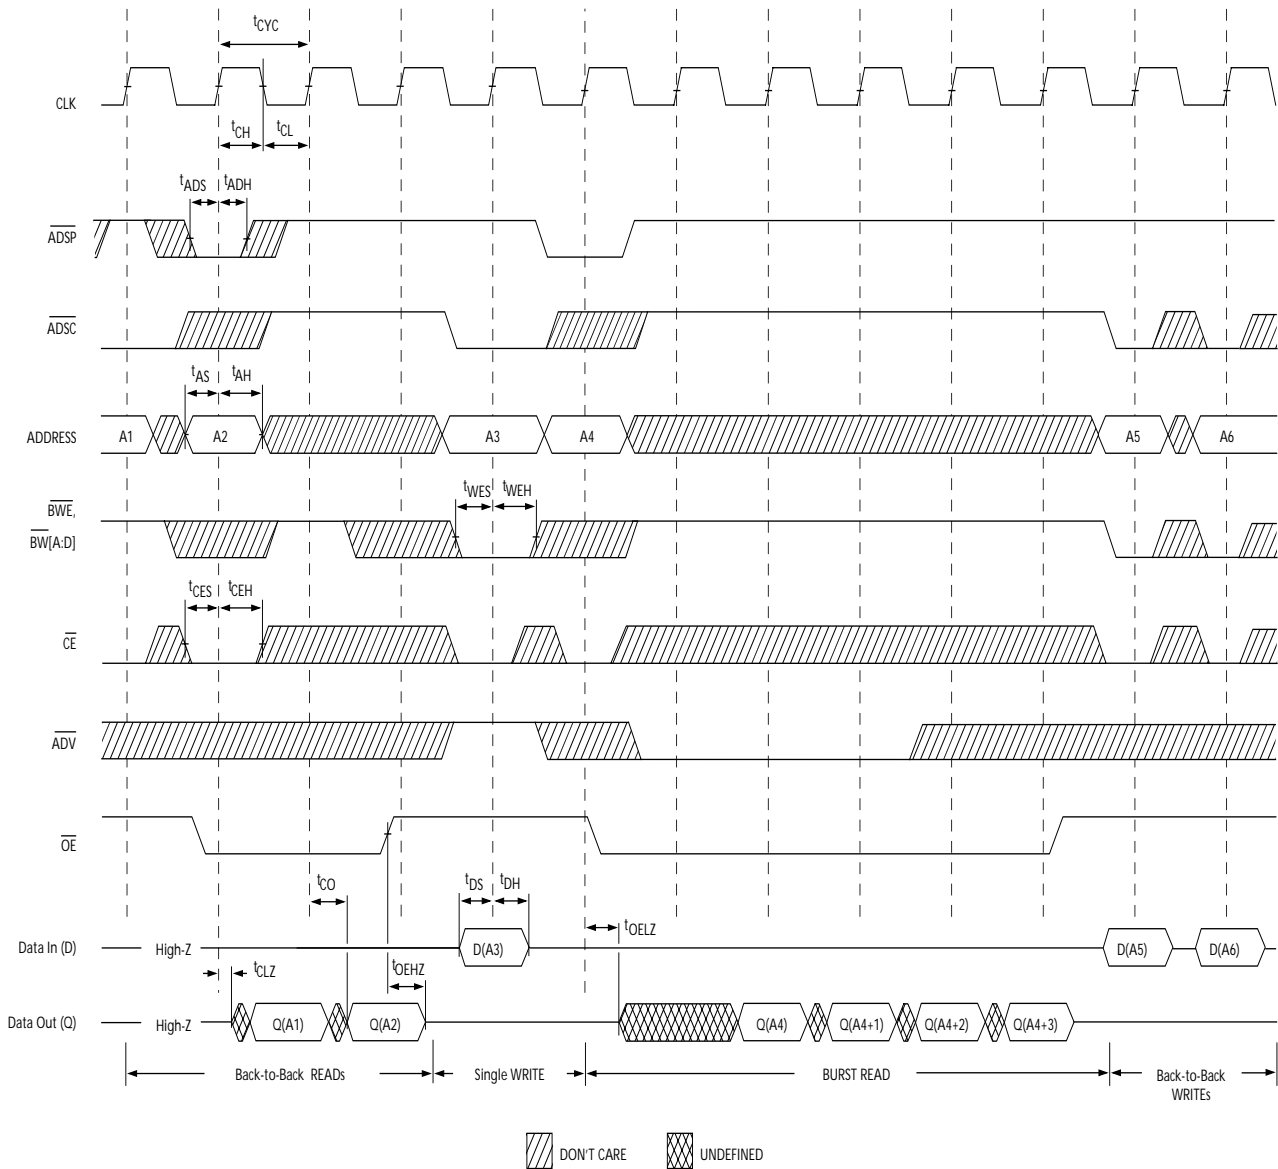 tCYC
CLK
tCH
tCL
tADS
tADH
ADSP
ADSC
tAS
tAH
ADDRESS
A1
A2
A3
A4
A5
A6
tWES
tWEH
BWE,
BW[A:D]
tCES
tCEH
CE
ADV
OE
tCO
tDS
tDH
tOELZ
Data In (D)
High-Z
D(A3)
D(A5)
D(A6)
tCLZ
tOEHZ
Data Out (Q)
High-Z
Q(A1)
Q(A2)
Q(A4)
Q(A4+1)
Q(A4+2)
Q(A4+3)
Back-to-Back READs
Single WRITE
BURST READ
Back-to-Back
WRITEs
DON'T CARE
UNDEFINED